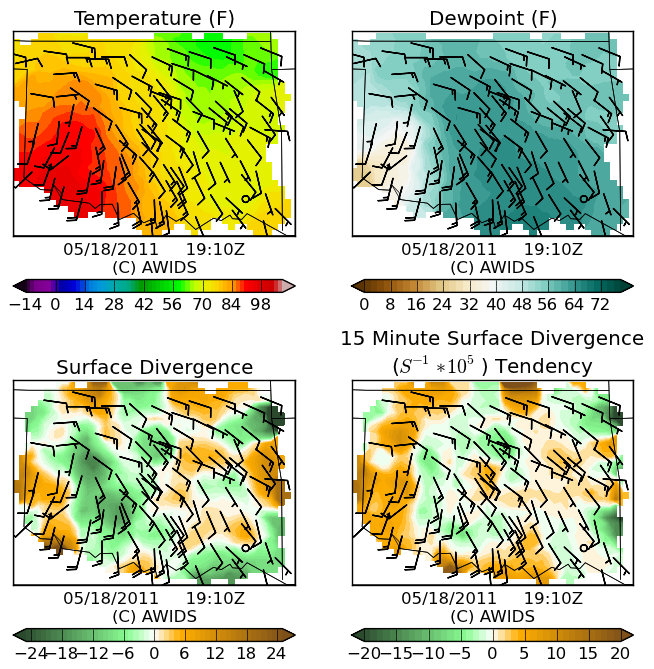 Temperature (F)
Dewpoint (F)
05/18/2011 19:10Z
(C) AWIDS
05/18/2011 19:10Z
(C) AWIDS
−14 0 14 28 42 56 70 84 98
0 8 16 24 32 40 48 56 64 72
15 Minute Surface Divergence
Surface Divergence
(S⁻¹ *10⁵ ) Tendency
05/18/2011 19:10Z
(C) AWIDS
05/18/2011 19:10Z
(C) AWIDS
−24−18−12 −6 0 6 12 18 24
−20−15−10 −5 0 5 10 15 20